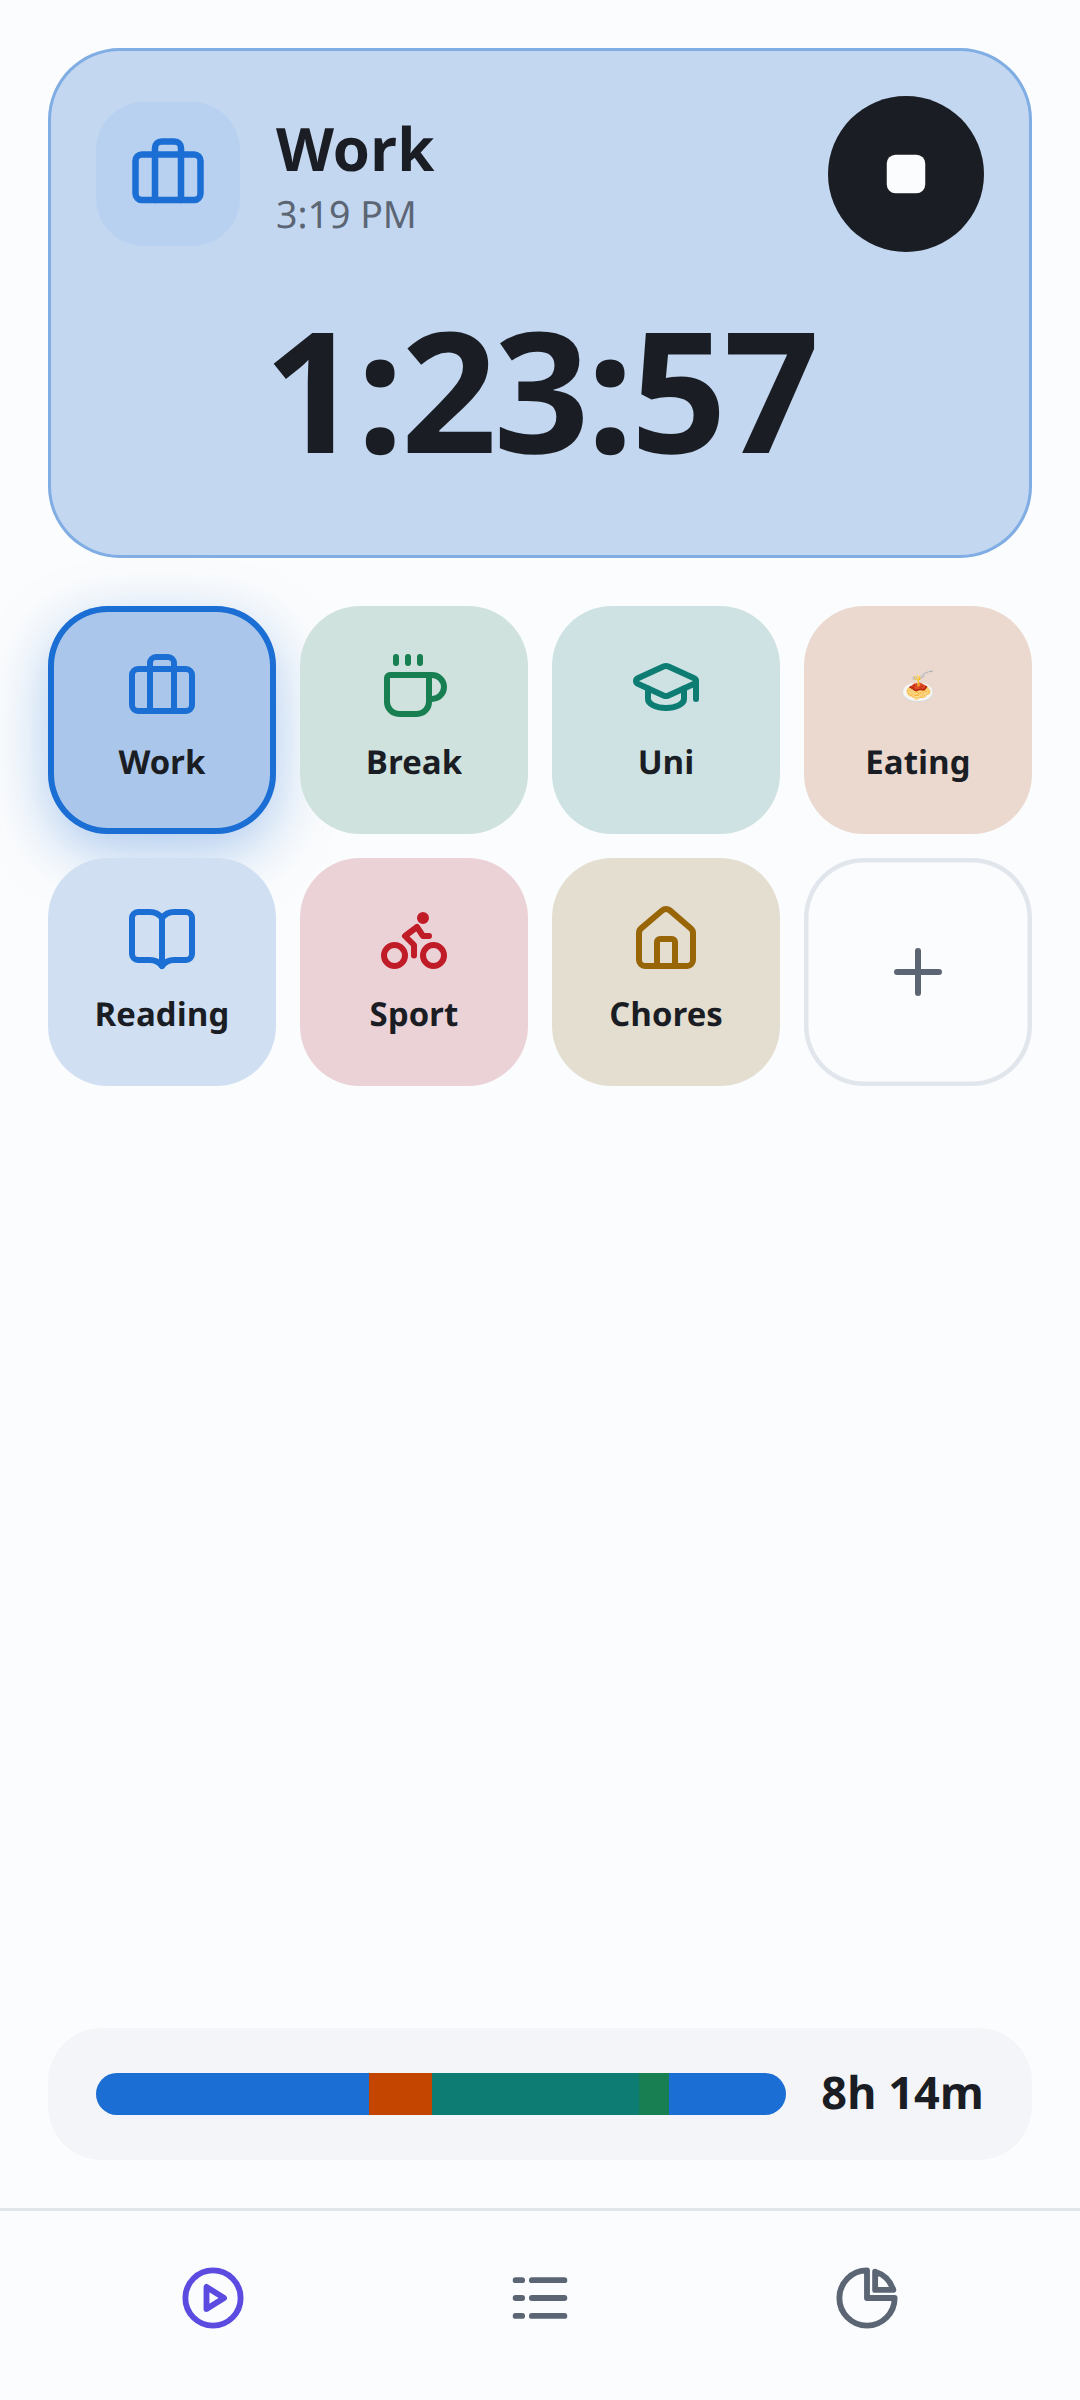 Work
3:19 PM
1:23:57
Work
Break
Uni
Eating
Reading
Sport
Chores
8h 14m